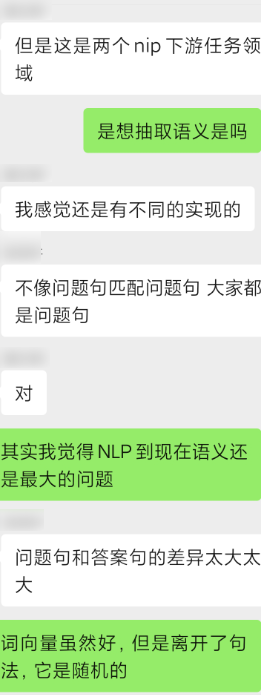 但是这是两个 nip 下游任务领
域
是想抽取语义是吗
我感觉还是有不同的实现的
不像问题句匹配问题句 大家都
是问题句
对
其实我觉得 NLP 到现在语义还
是最大的问题
问题句和答案句的差异太大太
大
词向量虽然好, 但是离开了句
法, 它是随机的